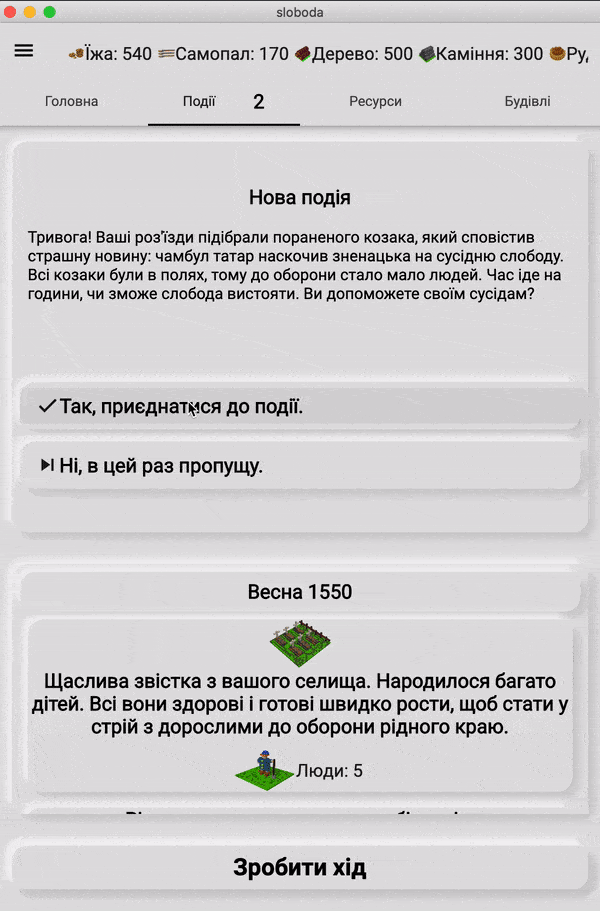 sloboda
Їжа: 540 Самопал: 170 Дерево: 500 Каміння: 300
Головна Події 2 Ресурси Будівлі
Нова подія
Тривога! Ваші роз'їзди підібрали пораненого козака, який сповістив
страшну новину: чамбул татар наскочив зненацька на сусідню слободу.
Всі козаки були в полях, тому до оборони стало мало людей. Час іде на
години, чи зможе слобода вистояти. Ви допоможете своїм сусідам?
Так, приєднатися до події.
Ні, в цей раз пропущу.
Весна 1550
Щаслива звістка з вашого селища. Народилося багато
дітей. Всі вони здорові і готові швидко рости, щоб стати у
стрій з дорослими до оборони рідного краю.
Люди: 5
Зробити хід